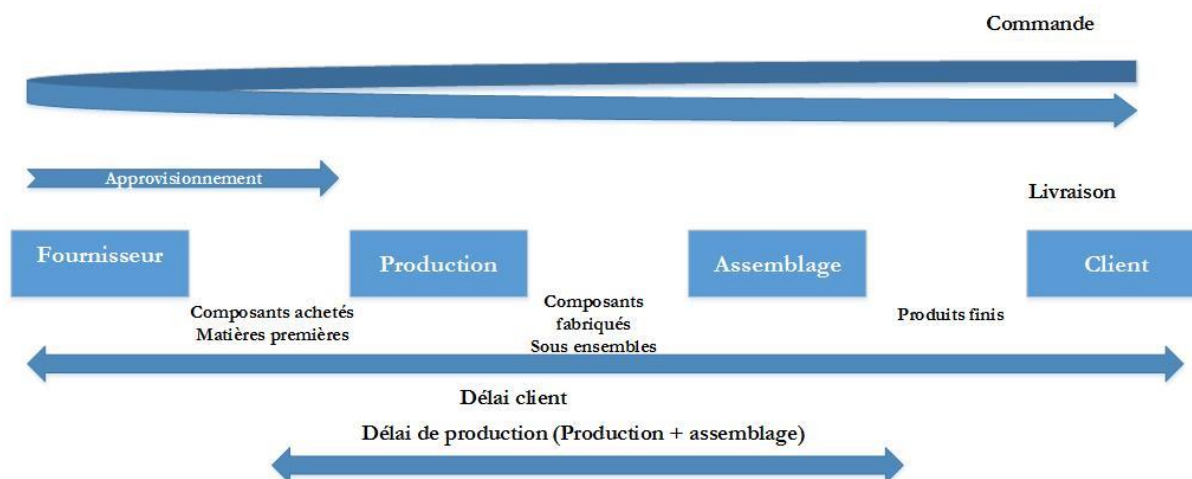 Commande
Approvisionnement
Livraison
Fournisseur
Production
Assemblage
Client
Composants achetés
Matières premières
Composants
fabriqués
Sous ensembles
Produits finis
Délai client
Délai de production (Production + assemblage)